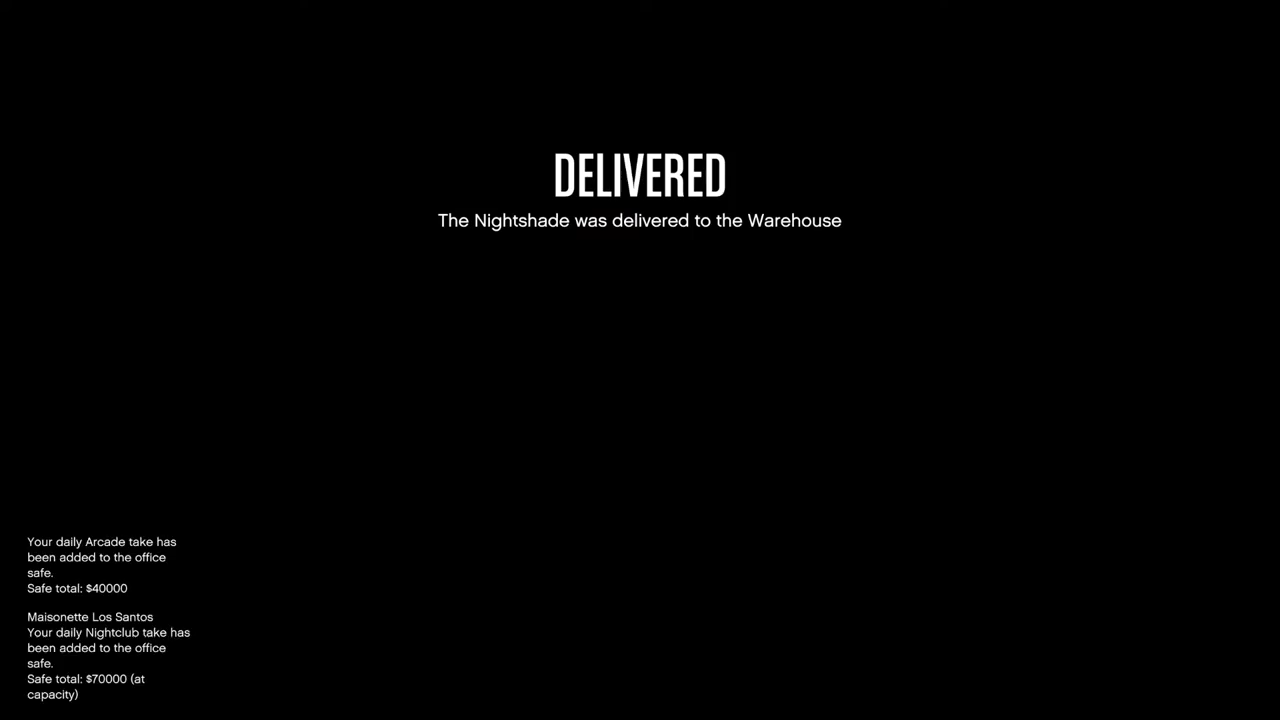 DELIVERED
The Nightshade was delivered to the Warehouse
Your daily Arcade take has
been added to the office
safe.
Safe total: $40000
Maisonette Los Santos
Your daily Nightclub take has
been added to the office
safe.
Safe total: $70000 (at
capacity)